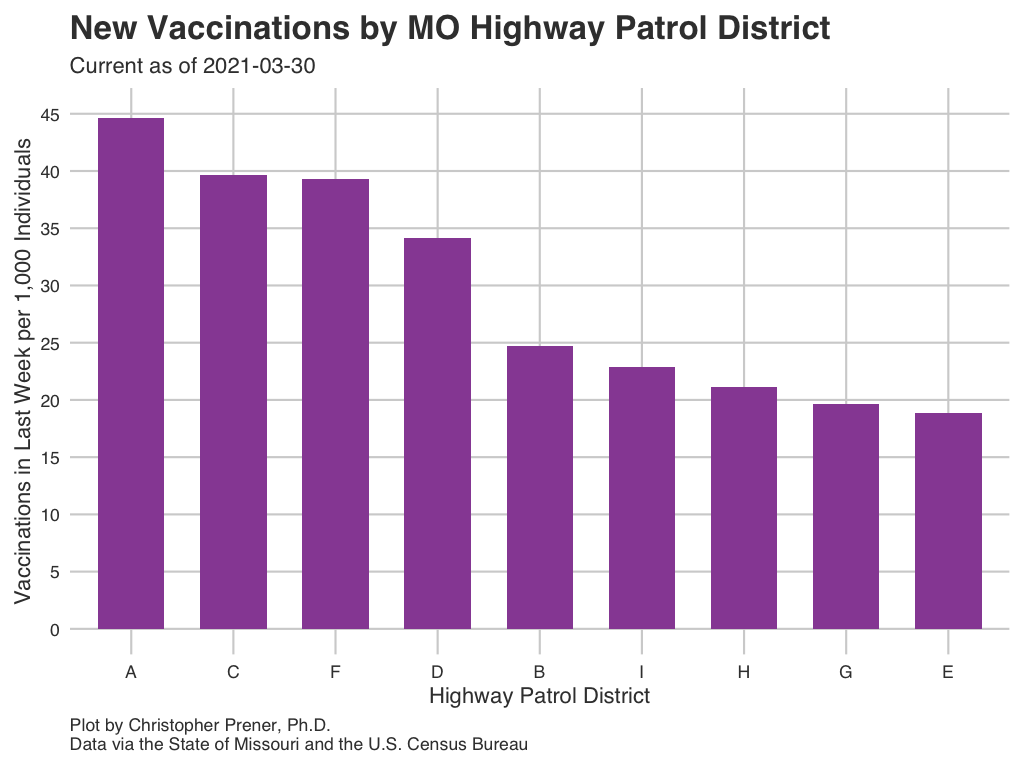 New Vaccinations by MO Highway Patrol District
Current as of 2021-03-30
Vaccinations in Last Week per 1,000 Individuals
45
40
35
30
25
20
15
10
5
0
A C F D B I H G E
Highway Patrol District
Plot by Christopher Prener, Ph.D.
Data via the State of Missouri and the U.S. Census Bureau